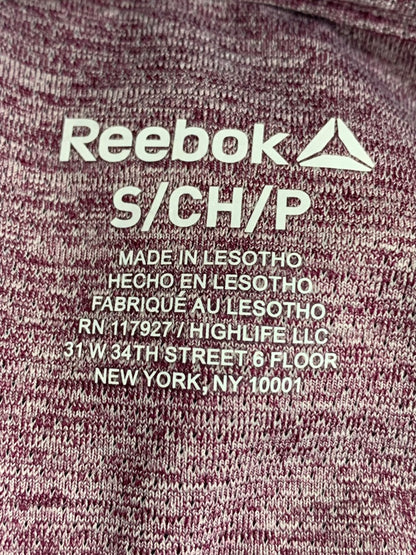 Reebok
S/CH/P
MADE IN LESOTHO
HECHO EN LESOTHO
FABRIQUÉ AU LESOTHO
RN 117927 / HIGHLIFE LLC
31 W 34TH STREET 6 FLOOR
NEW YORK, NY 10001